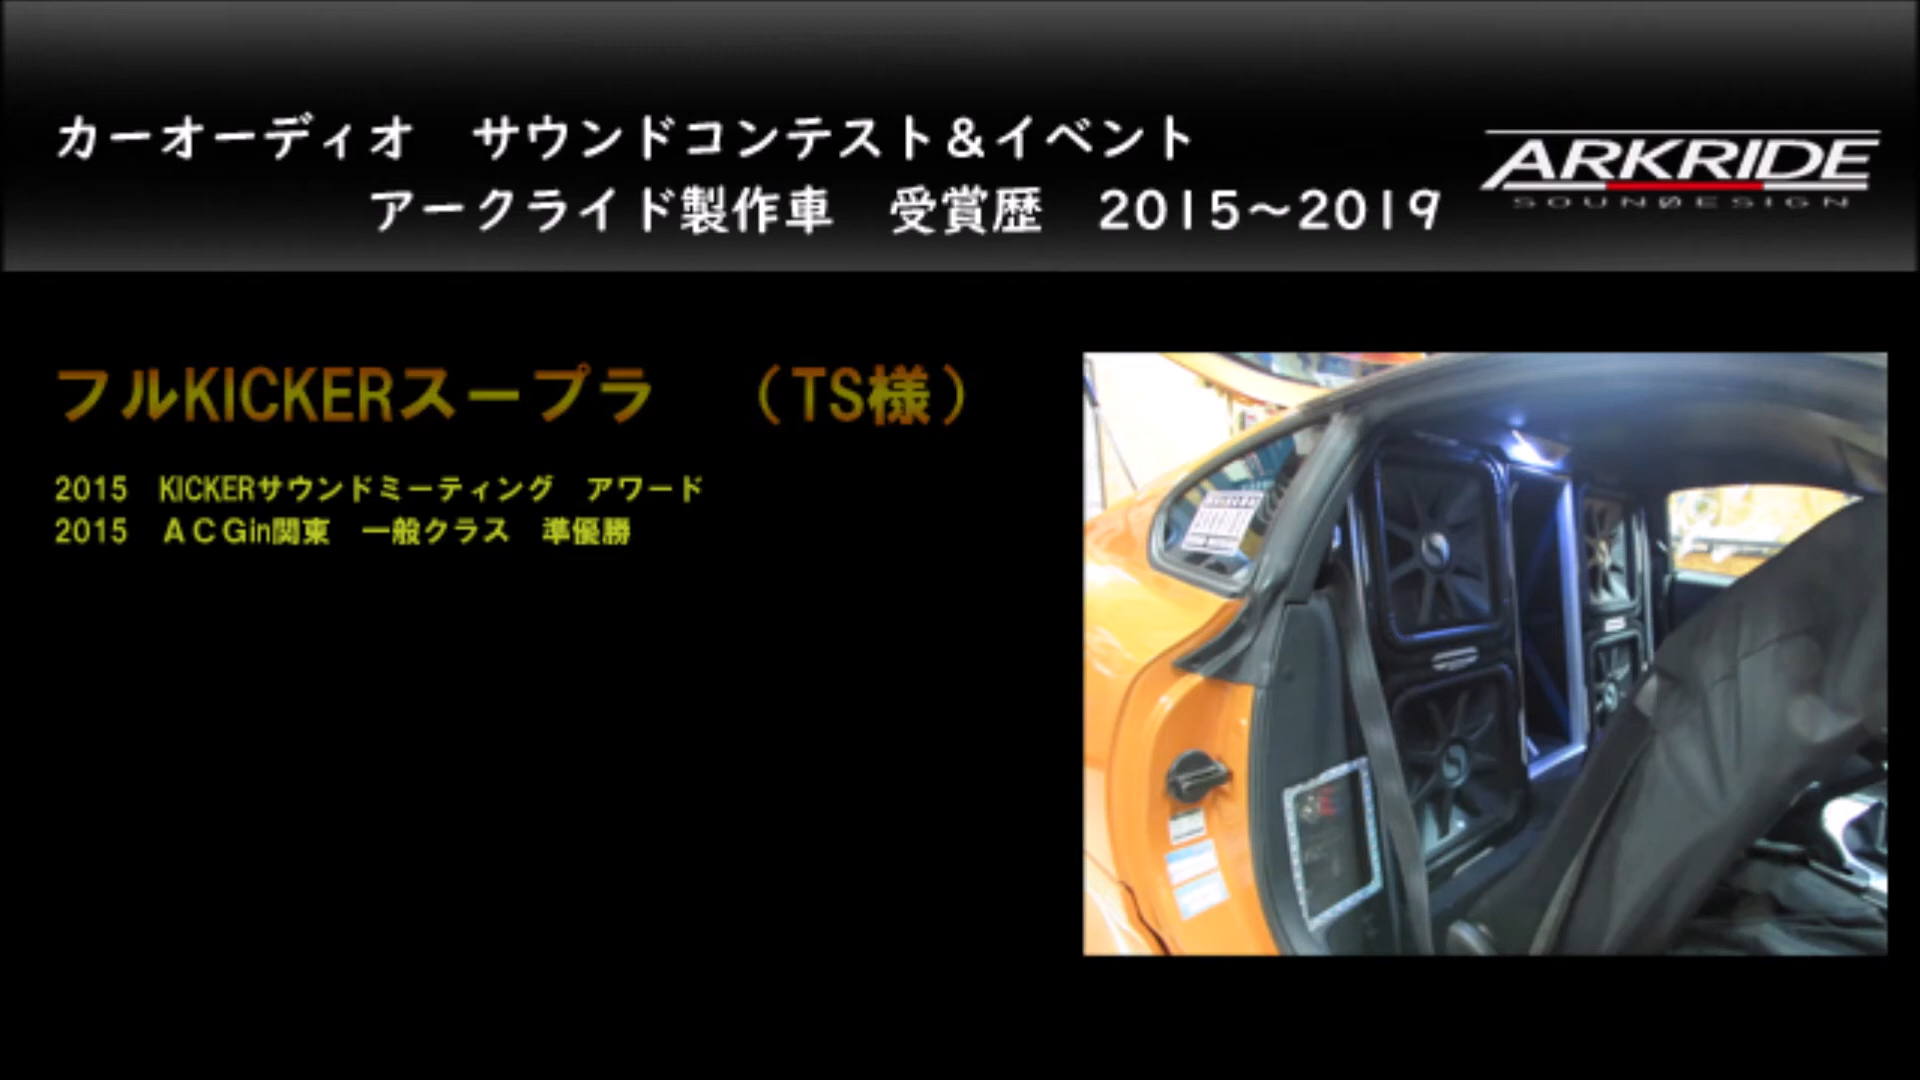 カーオーディオ　サウンドコンテスト＆イベント
アークライド製作車　受賞歴　2015～2019
ARKRIDE
SOUNDESIGN
フルKICKERスープラ　（TS様）
2015　KICKERサウンドミーティング　アワード
2015　ＡＣＧin関東　一般クラス　準優勝